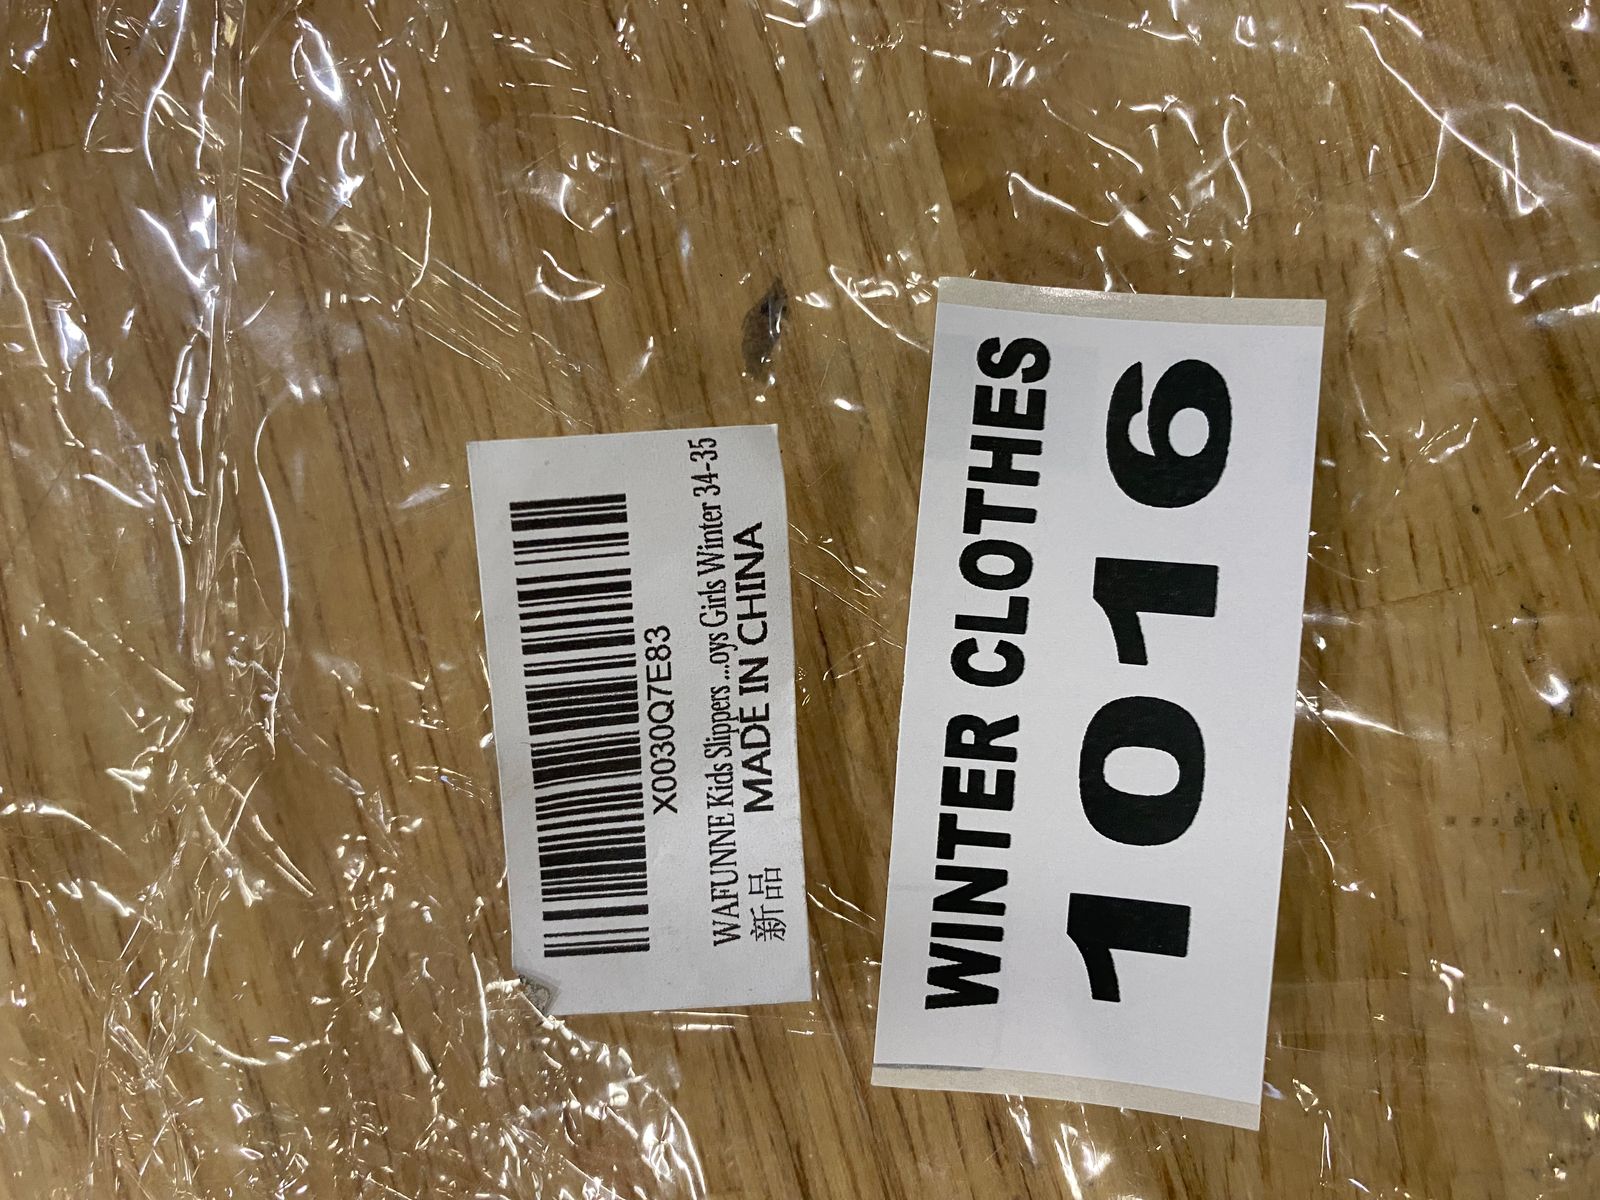 X0030Q7E83
WAFUNNE Kids Slippers ...oys Girls Winter 34-35
新品 MADE IN CHINA
WINTER CLOTHES
1016